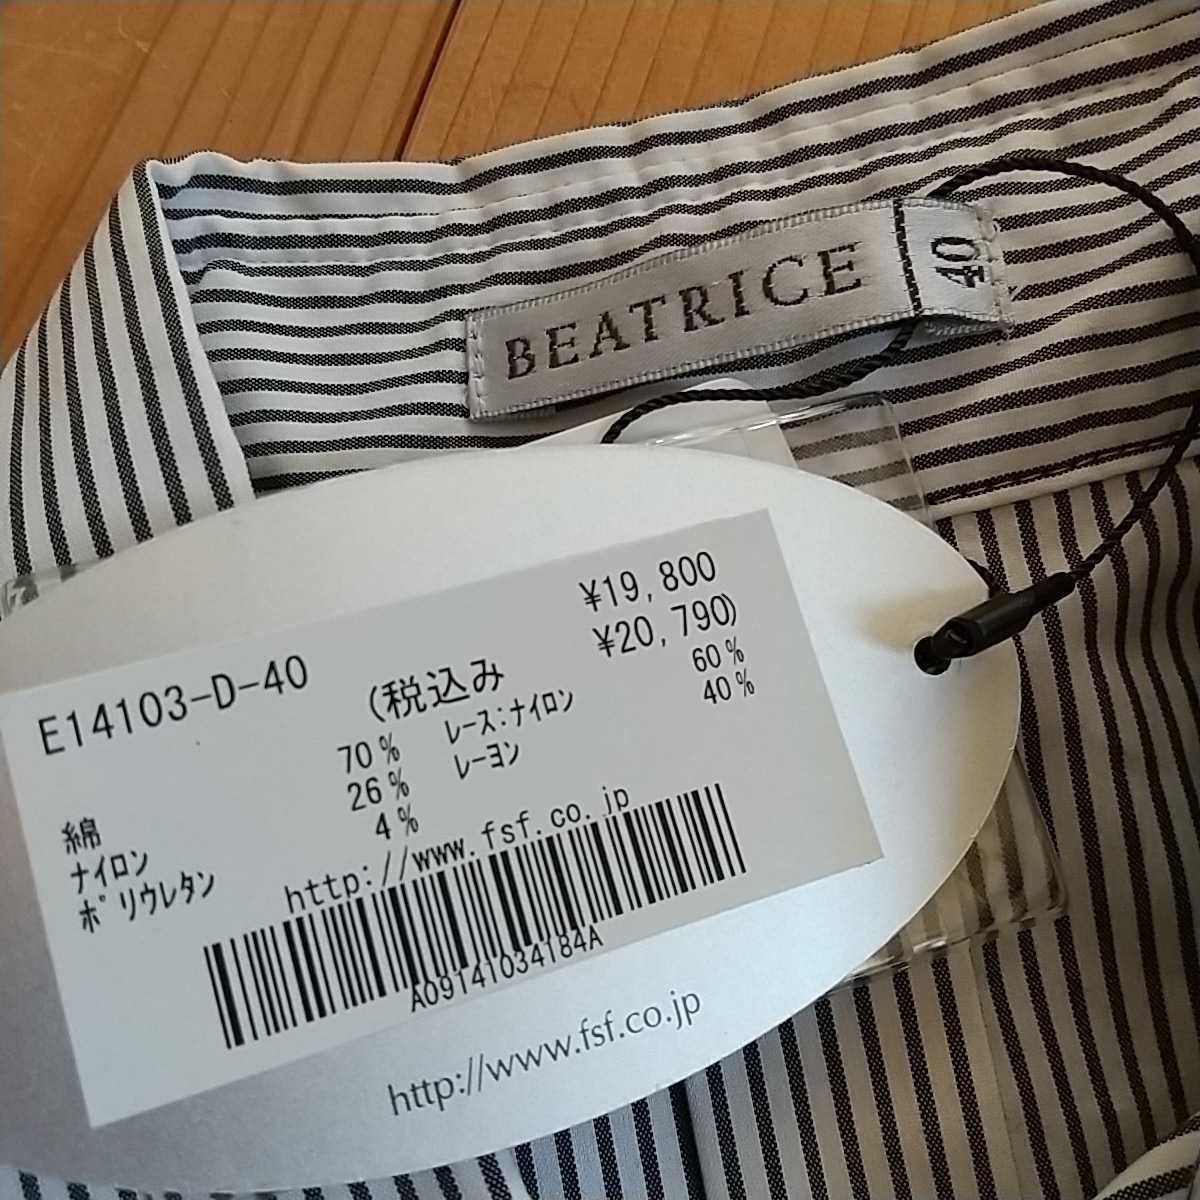 BEATRICE 40
¥19,800
E14103-D-40 (税込み ¥20,790)
綿 70% レース:ナイロン 60%
ナイロン 26% レーヨン 40%
ポリウレタン 4%
http://www.fsf.co.jp
A09141034184A
http://www.fsf.co.jp